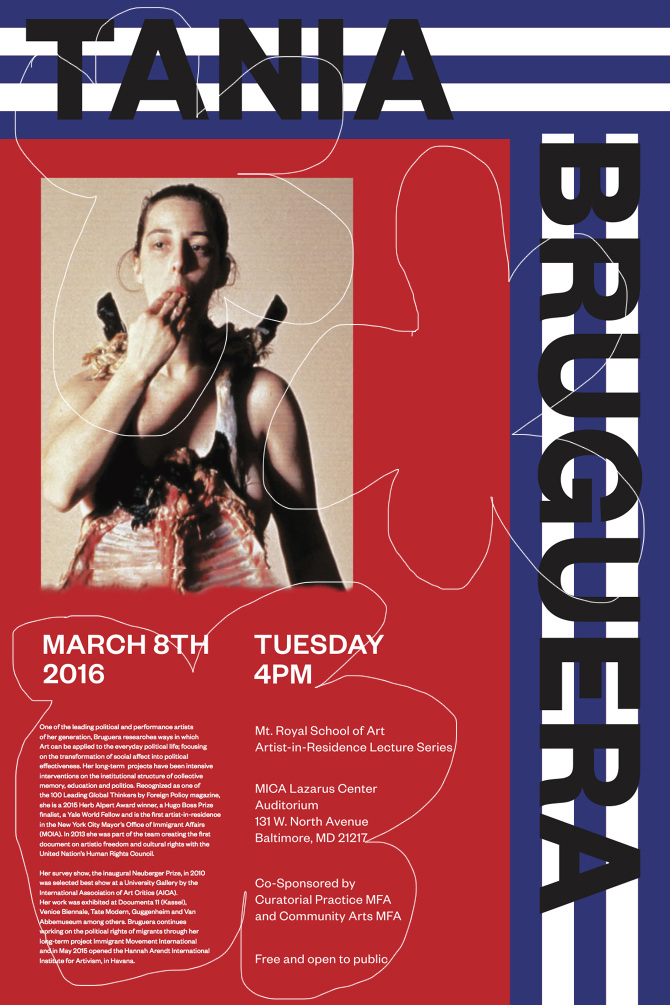 TANIA
BRUGUERA
MARCH 8TH
2016
TUESDAY
4PM
One of the leading political and performance artists
of her generation, Bruguera researches ways in which
Art can be applied to the everyday political life; focusing
on the transformation of social affect into political
effectiveness. Her long-term projects have been intensive
interventions on the institutional structure of collective
memory, education and politics. Recognized as one of
the 100 Leading Global Thinkers by Foreign Policy magazine,
she is a 2015 Herb Alpert Award winner, a Hugo Boss Prize
finalist, a Yale World Fellow and is the first artist-in-residence
in the New York City Mayor's Office of Immigrant Affairs
(MOIA). In 2013 she was part of the team creating the first
document on artistic freedom and cultural rights with the
United Nation's Human Rights Council.
Her survey show, the inaugural Neuberger Prize, in 2010
was selected best show at a University Gallery by the
International Association of Art Critics (AICA).
Her work was exhibited at Documenta 11 (Kassel),
Venice Biennale, Tate Modern, Guggenheim and Van
Abbemuseum among others. Bruguera continues
working on the political rights of migrants through her
long-term project Immigrant Movement International
and in May 2015 opened the Hannah Arendt International
Institute for Artivism, in Havana.
Mt. Royal School of Art
Artist-in-Residence Lecture Series
MICA Lazarus Center
Auditorium
131 W. North Avenue
Baltimore, MD 21217
Co-Sponsored by
Curatorial Practice MFA
and Community Arts MFA
Free and open to public